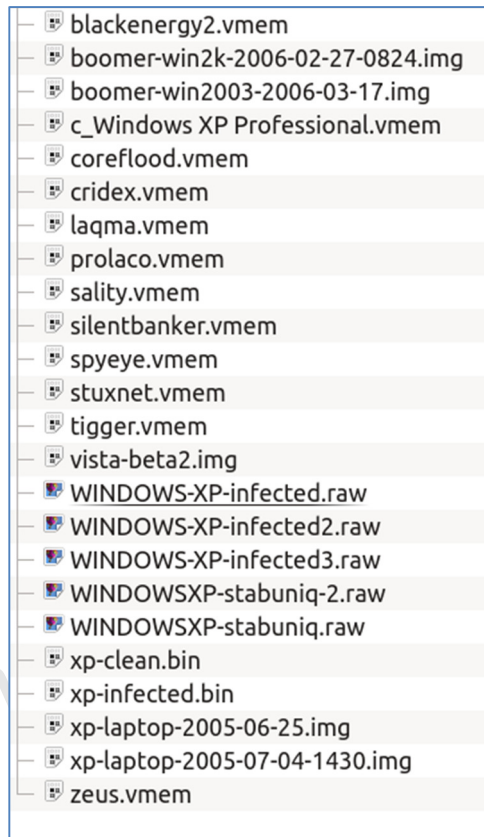 blackenergy2.vmem
boomer-win2k-2006-02-27-0824.img
boomer-win2003-2006-03-17.img
c_Windows XP Professional.vmem
coreflood.vmem
cridex.vmem
laqma.vmem
prolaco.vmem
sality.vmem
silentbanker.vmem
spyeye.vmem
stuxnet.vmem
tigger.vmem
vista-beta2.img
WINDOWS-XP-infected.raw
WINDOWS-XP-infected2.raw
WINDOWS-XP-infected3.raw
WINDOWSXP-stabuniq-2.raw
WINDOWSXP-stabuniq.raw
xp-clean.bin
xp-infected.bin
xp-laptop-2005-06-25.img
xp-laptop-2005-07-04-1430.img
zeus.vmem